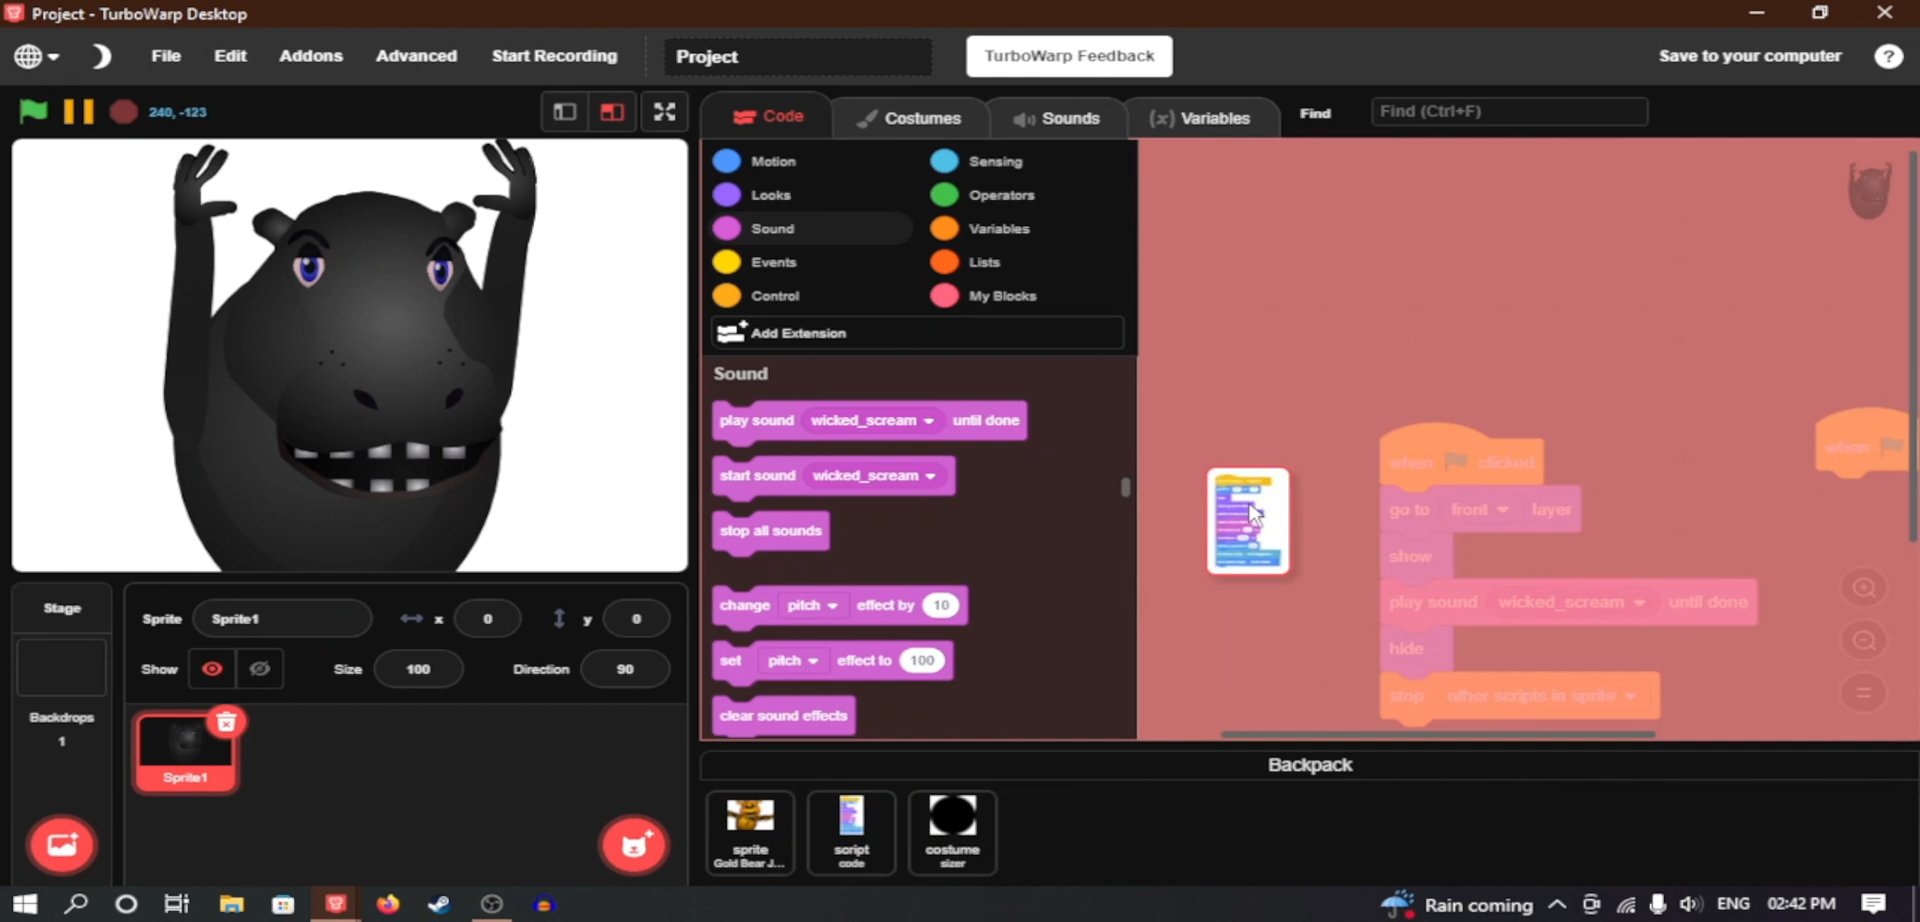 Project - TurboWarp Desktop
File Edit Addons Advanced Start Recording Project TurboWarp Feedback Save to your computer ?
240, -123 Code Costumes Sounds (x) Variables Find Find (Ctrl+F)
Motion Sensing
Looks Operators
Sound Variables
Events Lists
Control My Blocks
Add Extension
Sound
play sound wicked_scream until done
start sound wicked_scream
stop all sounds
change pitch effect by 10
set pitch effect to 100
clear sound effects
when clicked
go to front layer
show
play sound wicked_scream until done
hide
stop other scripts in sprite
when
Stage
Backdrops
1
Sprite Sprite1 x 0 y 0
Show Size 100 Direction 90
Sprite1
Backpack
sprite
Gold Bear J...
script
code
costume
sizer
Rain coming ENG 02:42 PM